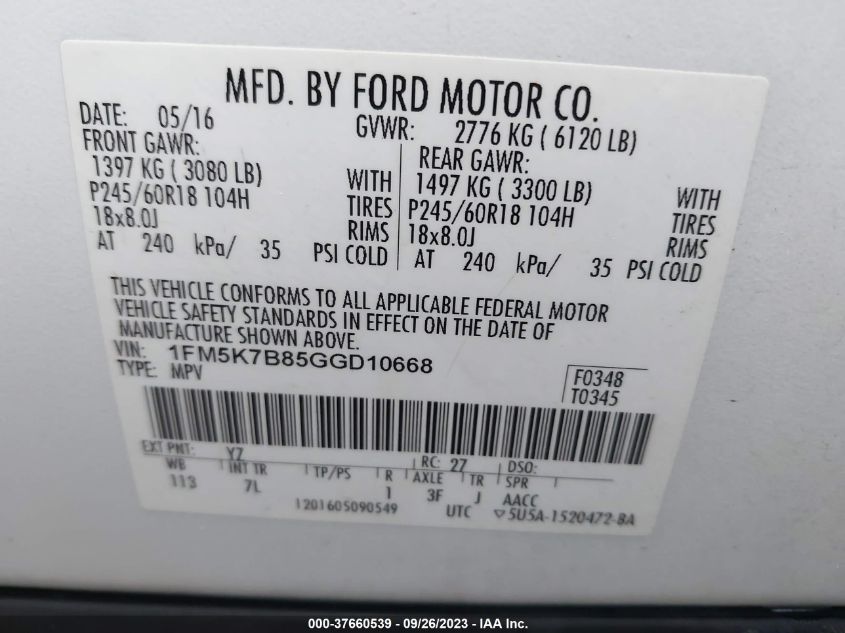 MFD. BY FORD MOTOR CO.
DATE: 05/16 GVWR: 2776 KG ( 6120 LB)
FRONT GAWR: REAR GAWR:
1397 KG ( 3080 LB) WITH 1497 KG ( 3300 LB) WITH
P245/60R18 104H TIRES P245/60R18 104H TIRES
18x8.0J RIMS 18x8.0J RIMS
AT 240 kPa/ 35 PSI COLD AT 240 kPa/ 35 PSI COLD
THIS VEHICLE CONFORMS TO ALL APPLICABLE FEDERAL MOTOR
VEHICLE SAFETY STANDARDS IN EFFECT ON THE DATE OF
MANUFACTURE SHOWN ABOVE.
VIN: 1FM5K7B85GGD10668
TYPE: MPV
F0348
T0345
EXT PNT: YZ RC: 27 DSO:
WB INT TR TP/PS R AXLE TR SPR
113 7L 1 3F J AACC
1201605090549 UTC ▽5U5A-1520472-BA
000-37660539 - 09/26/2023 - IAA Inc.